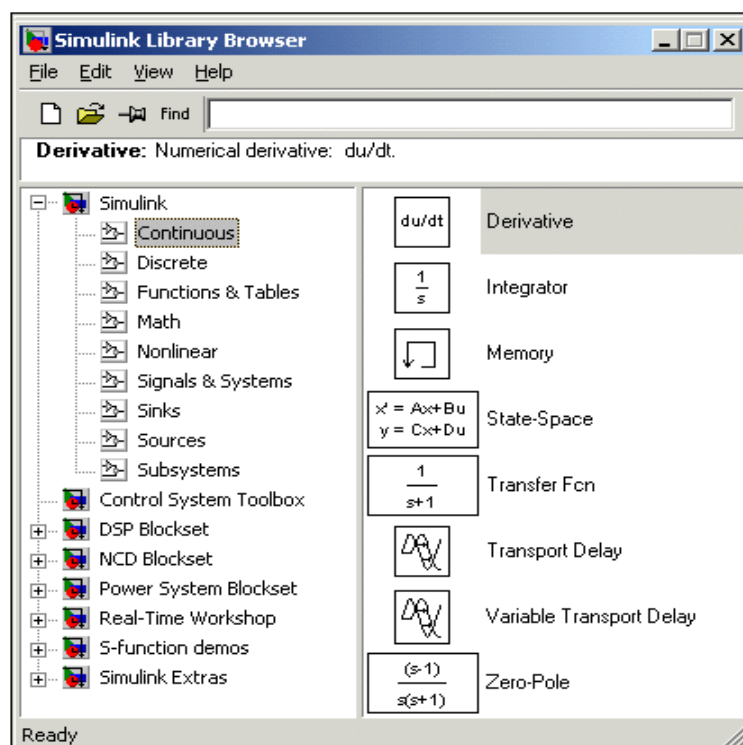 Simulink Library Browser
File Edit View Help
Find
Derivative: Numerical derivative: du/dt.
Simulink
Continuous
Discrete
Functions & Tables
Math
Nonlinear
Signals & Systems
Sinks
Sources
Subsystems
Control System Toolbox
DSP Blockset
NCD Blockset
Power System Blockset
Real-Time Workshop
S-function demos
Simulink Extras
du/dt Derivative
1
s
Integrator
Memory
x' = Ax+Bu
y = Cx+Du
State-Space
1
s+1
Transfer Fcn
Transport Delay
Variable Transport Delay
(s-1)
s(s+1)
Zero-Pole
Ready